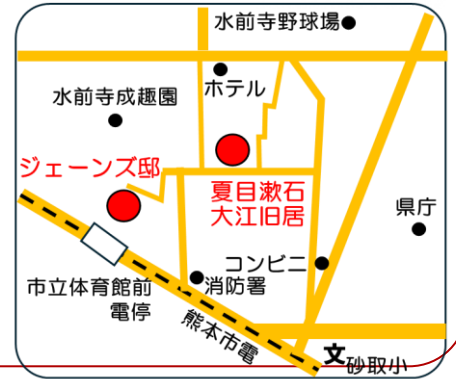 水前寺野球場
ホテル
水前寺成趣園
ジェーンズ邸
夏目漱石
大江旧居
県庁
コンビニ
市立体育館前
電停
消防署
熊本市電
文
砂取小